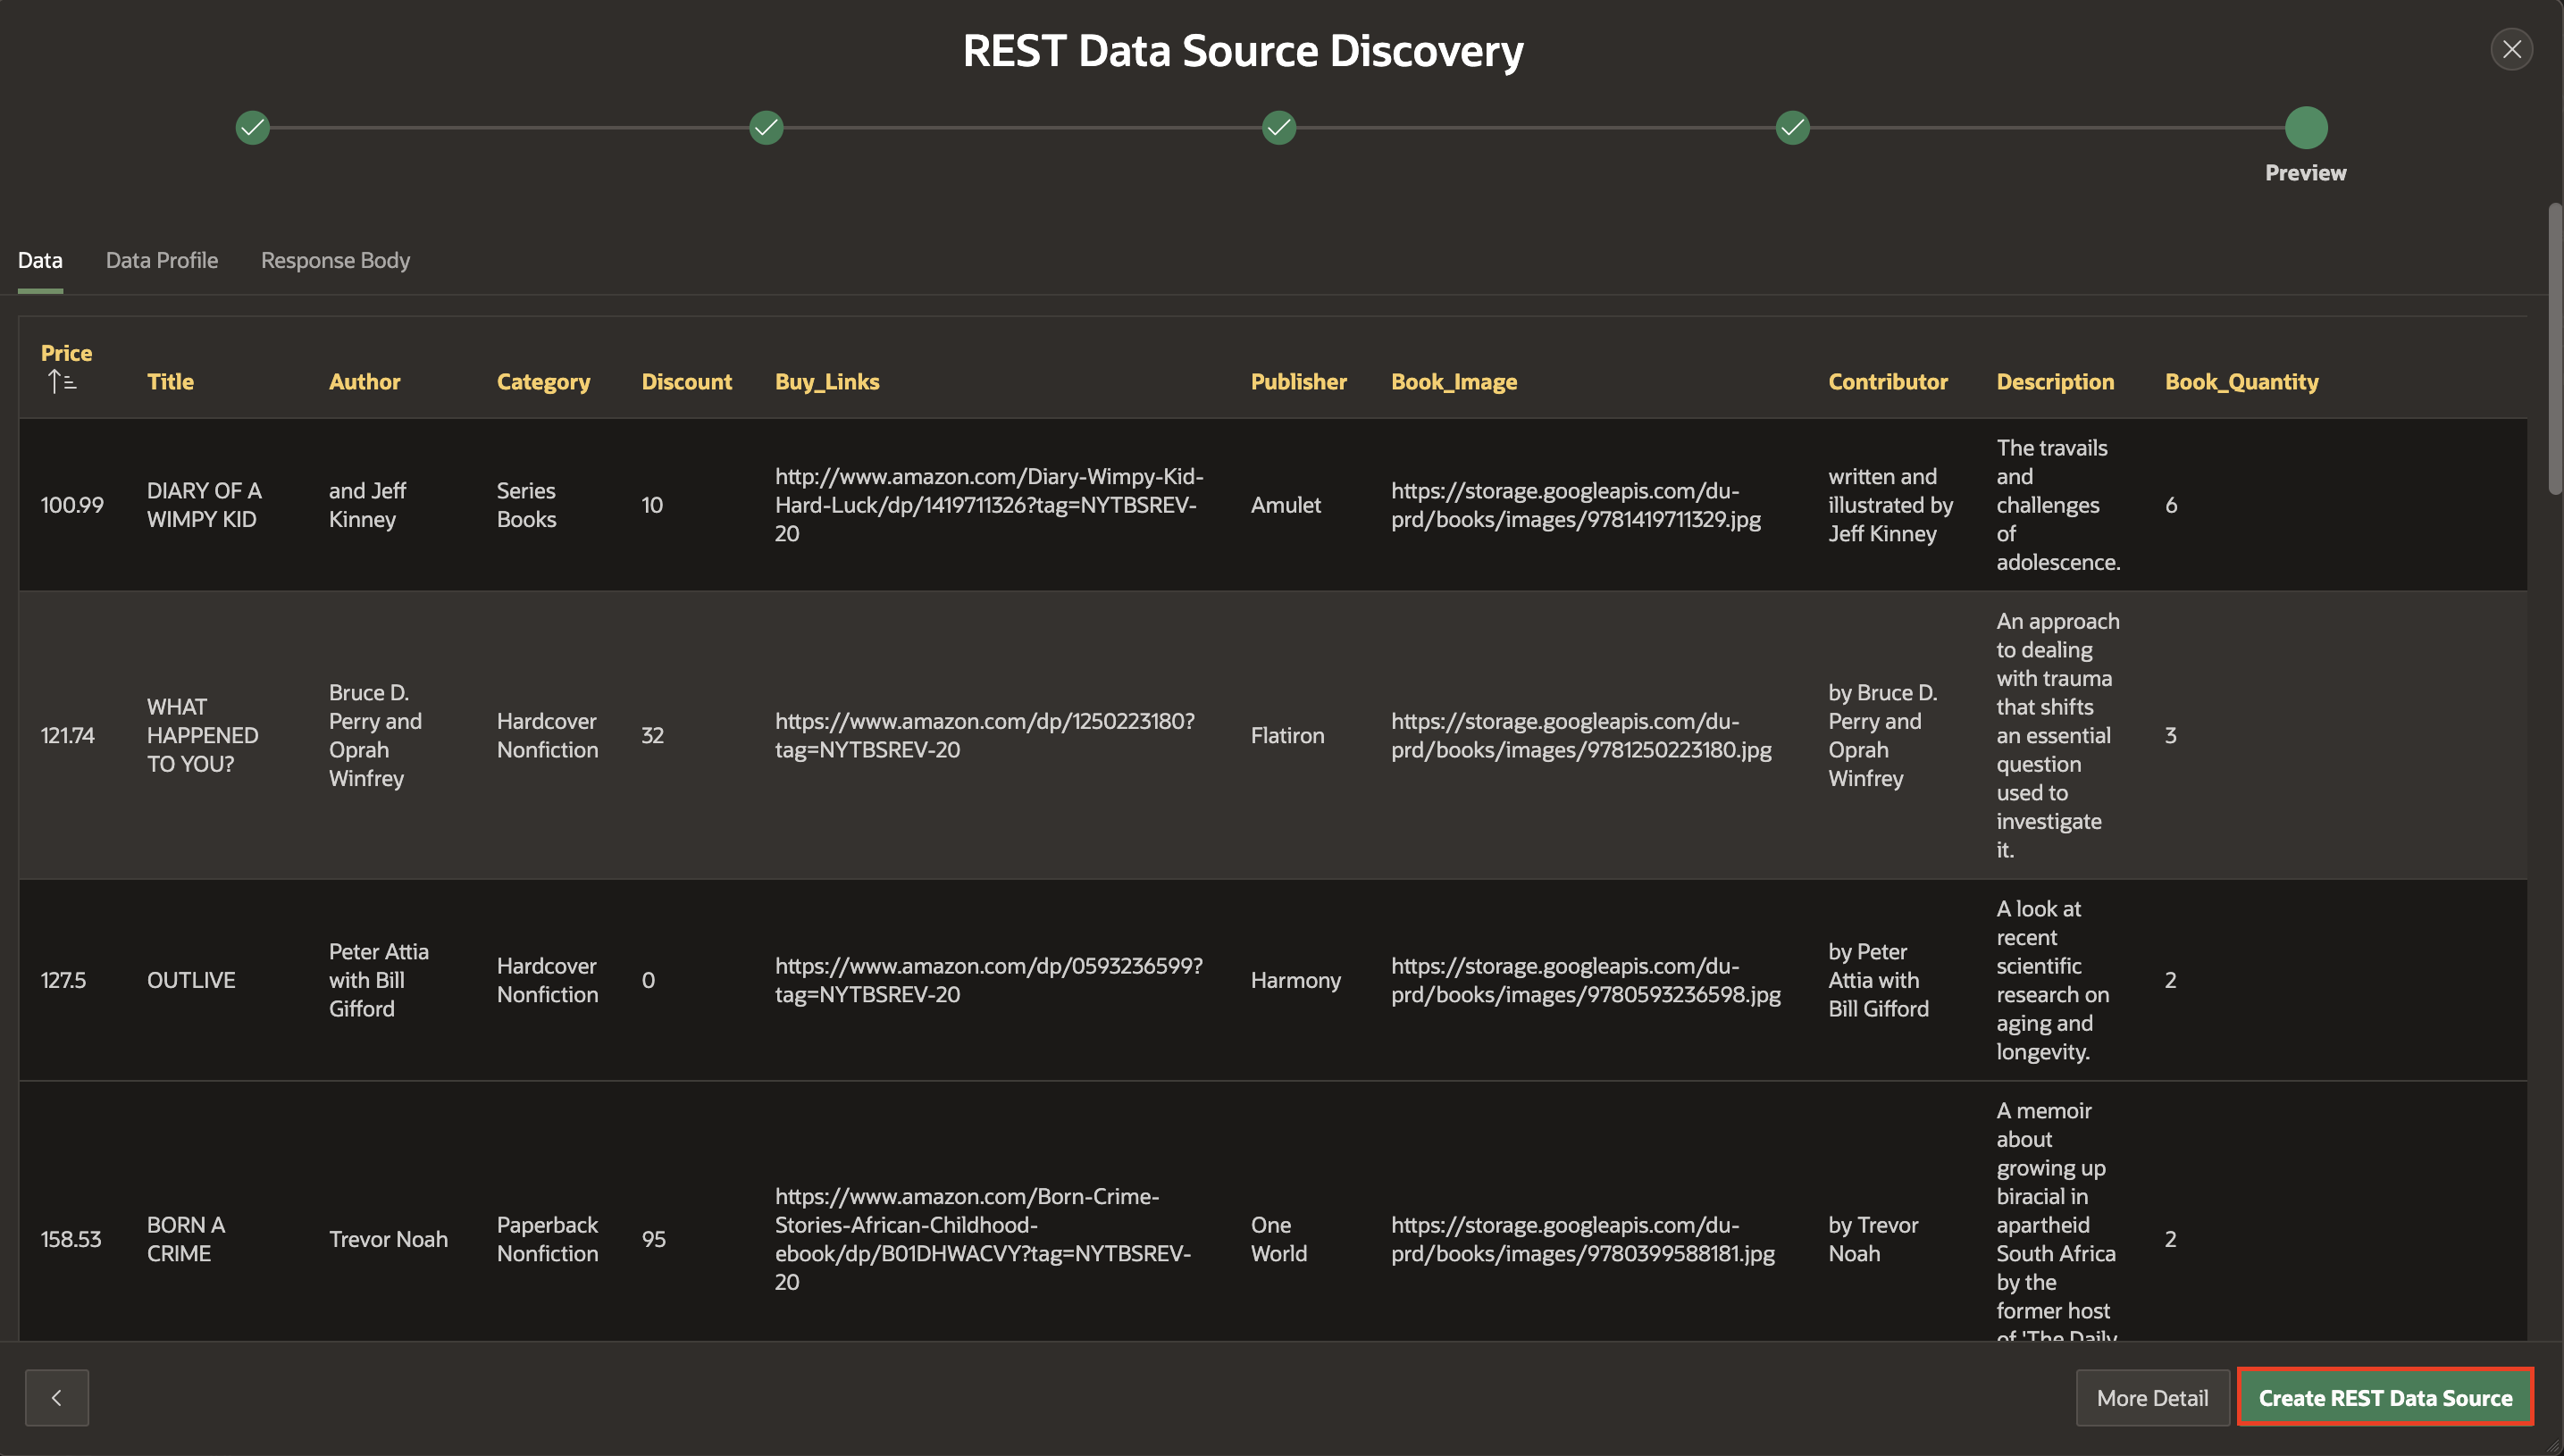 REST Data Source Discovery
Preview
Data Data Profile Response Body
Price Title Author Category Discount Buy_Links Publisher Book_Image Contributor Description Book_Quantity
100.99
DIARY OF A
WIMPY KID
and Jeff
Kinney
Series
Books
10
http://www.amazon.com/Diary-Wimpy-Kid-
Hard-Luck/dp/1419711326?tag=NYTBSREV-
20
Amulet
https://storage.googleapis.com/du-
prd/books/images/9781419711329.jpg
written and
illustrated by
Jeff Kinney
The travails
and
challenges
of
adolescence.
6
121.74
WHAT
HAPPENED
TO YOU?
Bruce D.
Perry and
Oprah
Winfrey
Hardcover
Nonfiction
32
https://www.amazon.com/dp/1250223180?
tag=NYTBSREV-20
Flatiron
https://storage.googleapis.com/du-
prd/books/images/9781250223180.jpg
by Bruce D.
Perry and
Oprah
Winfrey
An approach
to dealing
with trauma
that shifts
an essential
question
used to
investigate
it.
3
127.5
OUTLIVE
Peter Attia
with Bill
Gifford
Hardcover
Nonfiction
0
https://www.amazon.com/dp/0593236599?
tag=NYTBSREV-20
Harmony
https://storage.googleapis.com/du-
prd/books/images/9780593236598.jpg
by Peter
Attia with
Bill Gifford
A look at
recent
scientific
research on
aging and
longevity.
2
158.53
BORN A
CRIME
Trevor Noah
Paperback
Nonfiction
95
https://www.amazon.com/Born-Crime-
Stories-African-Childhood-
ebook/dp/B01DHWACVY?tag=NYTBSREV-
20
One
World
https://storage.googleapis.com/du-
prd/books/images/9780399588181.jpg
by Trevor
Noah
A memoir
about
growing up
biracial in
apartheid
South Africa
by the
former host
of 'The Daily
2
More Detail Create REST Data Source